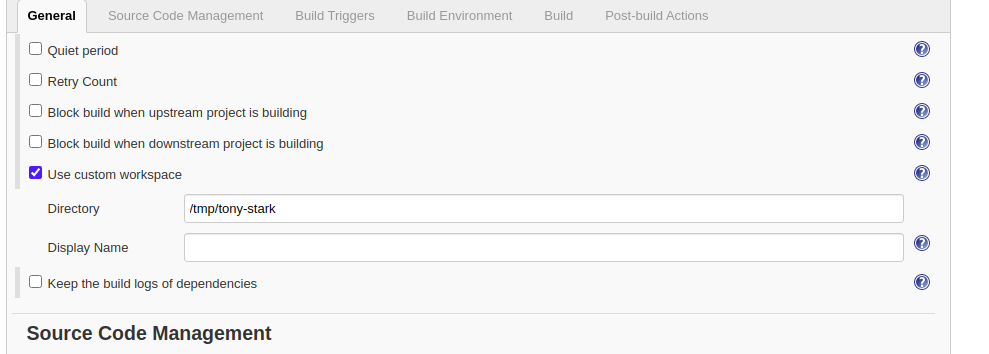 General Source Code Management Build Triggers Build Environment Build Post-build Actions
Quiet period
Retry Count
Block build when upstream project is building
Block build when downstream project is building
Use custom workspace
Directory /tmp/tony-stark
Display Name
Keep the build logs of dependencies
Source Code Management